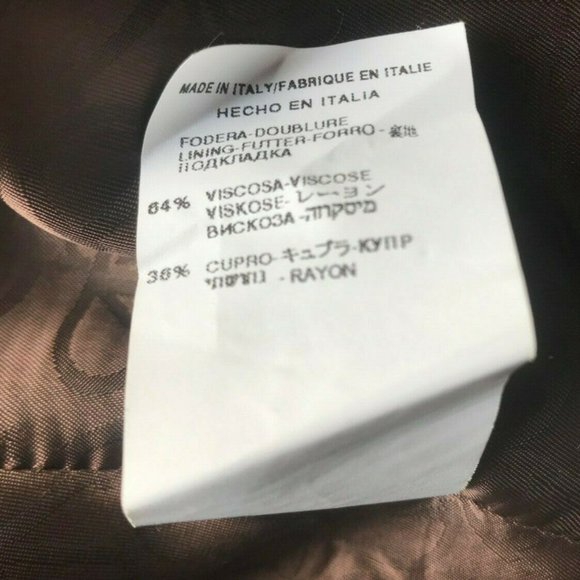 MADE IN ITALY/FABRIQUE EN ITALIE
HECHO EN ITALIA
FODERA-DOUBLURE
LINING-FUTTER-FORRO-裏地
ПОДКЛАДКА
64% VISCOSA-VISCOSE
VISKOSE-レーヨン
ВИСКОЗА-
36% CUPRO-キュプラ-КУПР
- RAYON